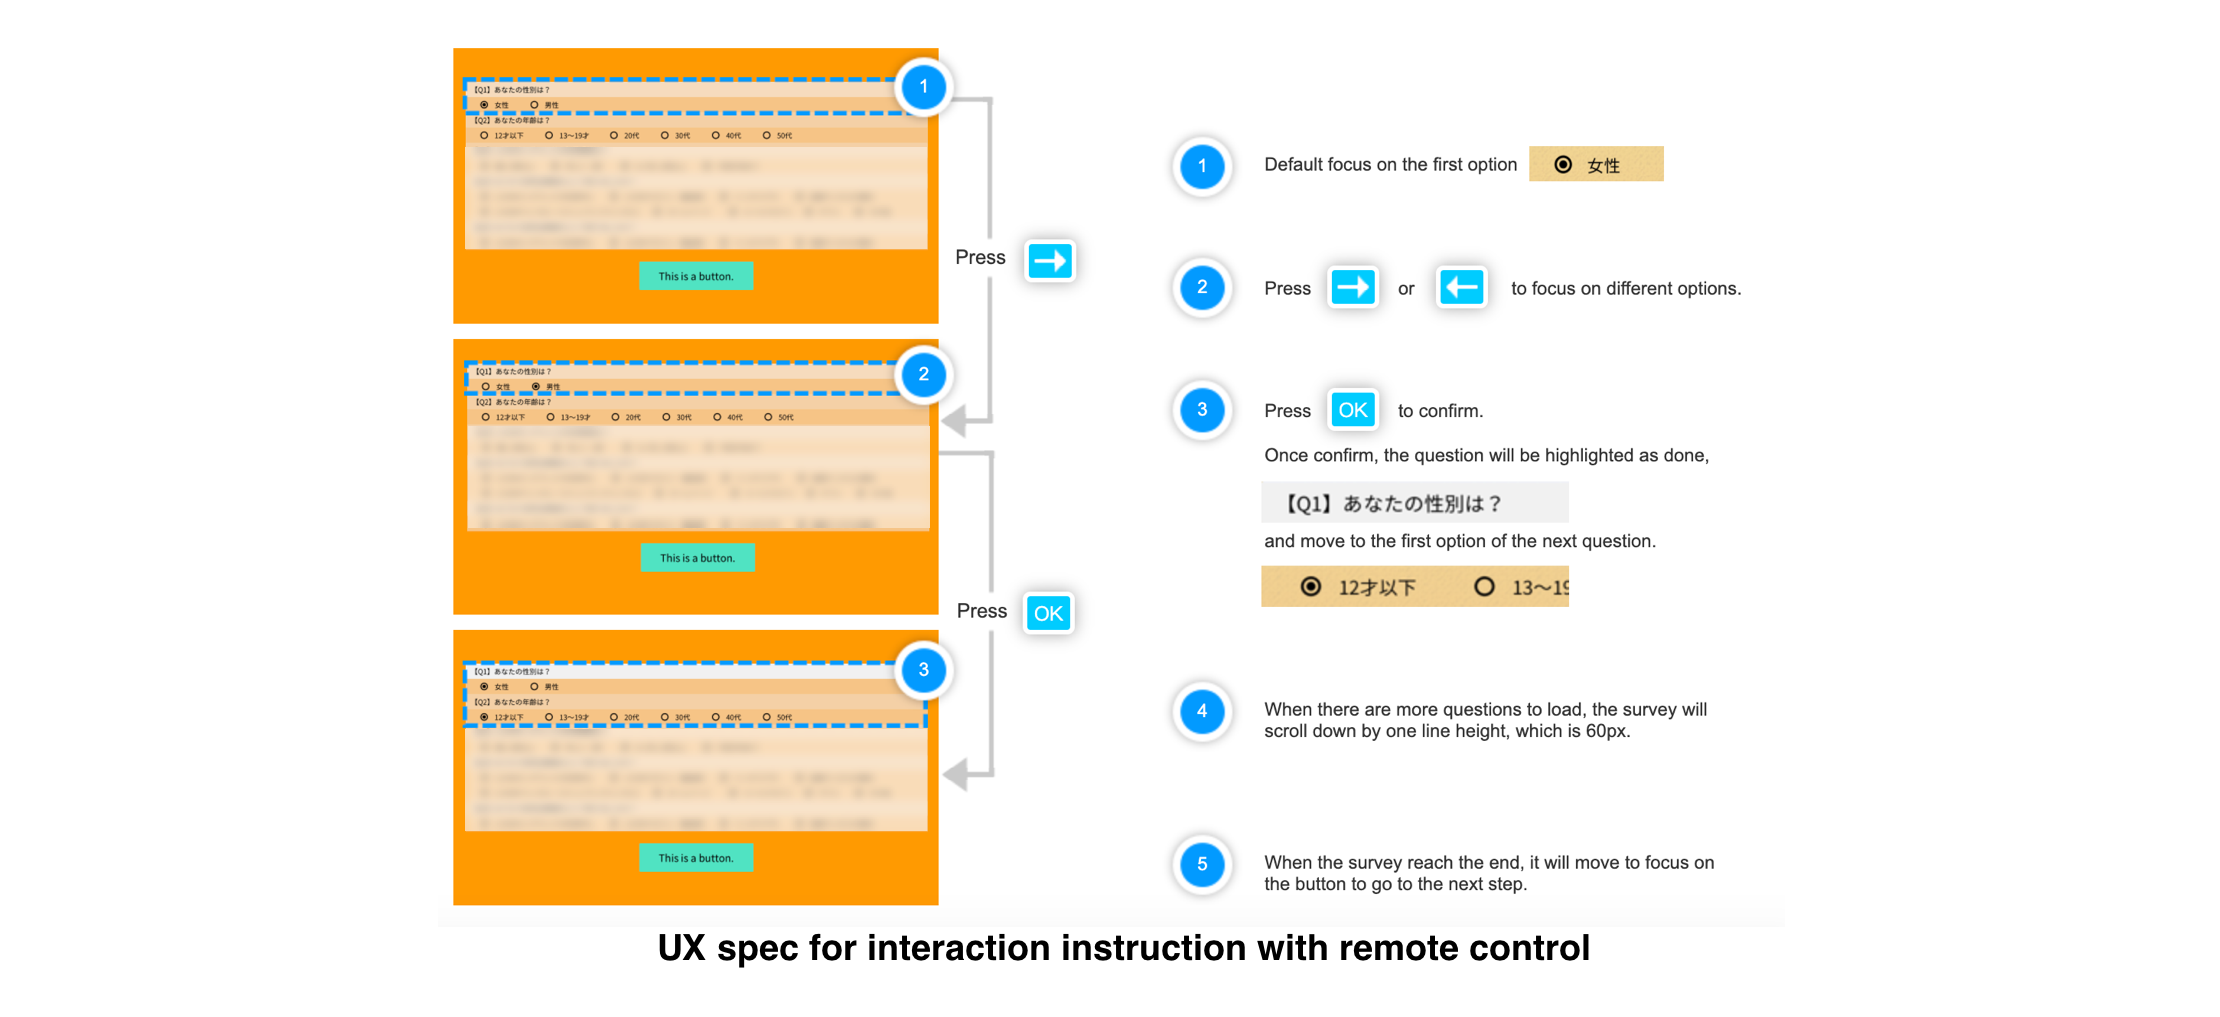 【Q1】あなたの性別は？
女性 男性
【Q2】あなたの年齢は？
12才以下 13～19才 20代 30代 40代 50代
This is a button.
1
Press →
【Q1】あなたの性別は？
女性 男性
【Q2】あなたの年齢は？
12才以下 13～19才 20代 30代 40代 50代
This is a button.
2
Press OK
【Q1】あなたの性別は？
女性 男性
【Q2】あなたの年齢は？
12才以下 13～19才 20代 30代 40代 50代
This is a button.
3
1 Default focus on the first option 女性
2 Press → or ← to focus on different options.
3 Press OK to confirm.
Once confirm, the question will be highlighted as done,
【Q1】あなたの性別は？
and move to the first option of the next question.
12才以下 13～19
4 When there are more questions to load, the survey will
scroll down by one line height, which is 60px.
5 When the survey reach the end, it will move to focus on
the button to go to the next step.
UX spec for interaction instruction with remote control